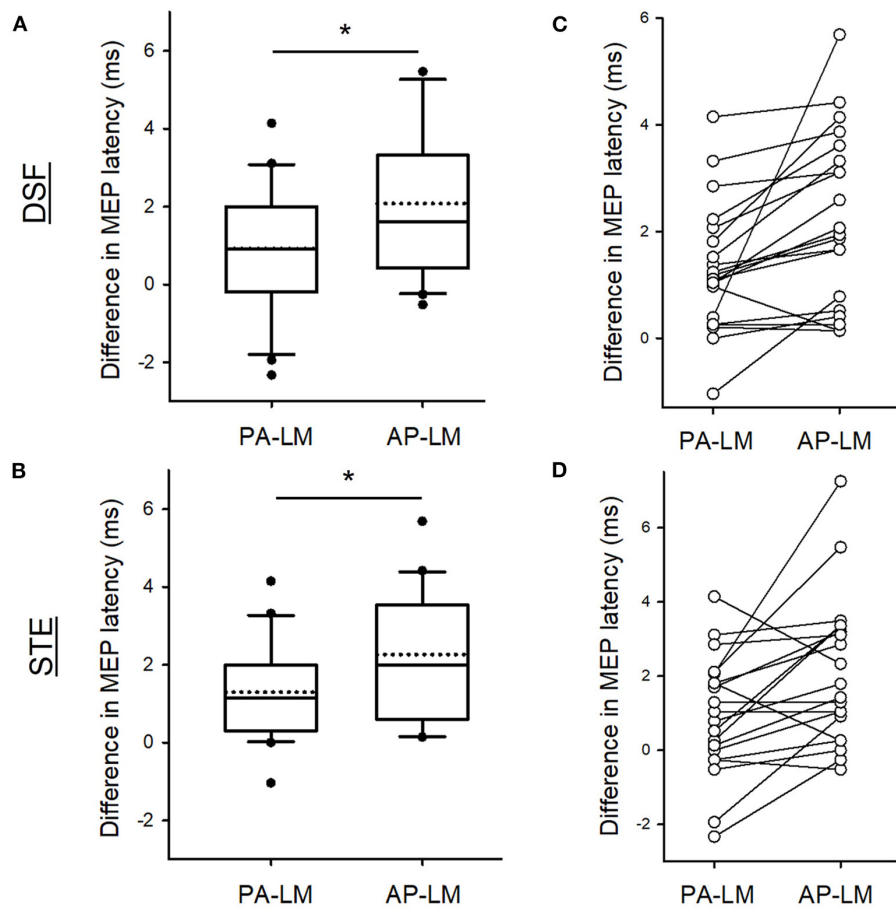 A
DSF
Difference in MEP latency (ms)
6
4
2
0
-2
*
PA-LM
AP-LM
C
Difference in MEP latency (ms)
6
4
2
0
PA-LM
AP-LM
B
STE
Difference in MEP latency (ms)
6
4
2
0
-2
*
PA-LM
AP-LM
D
Difference in MEP latency (ms)
6
4
2
0
-2
PA-LM
AP-LM